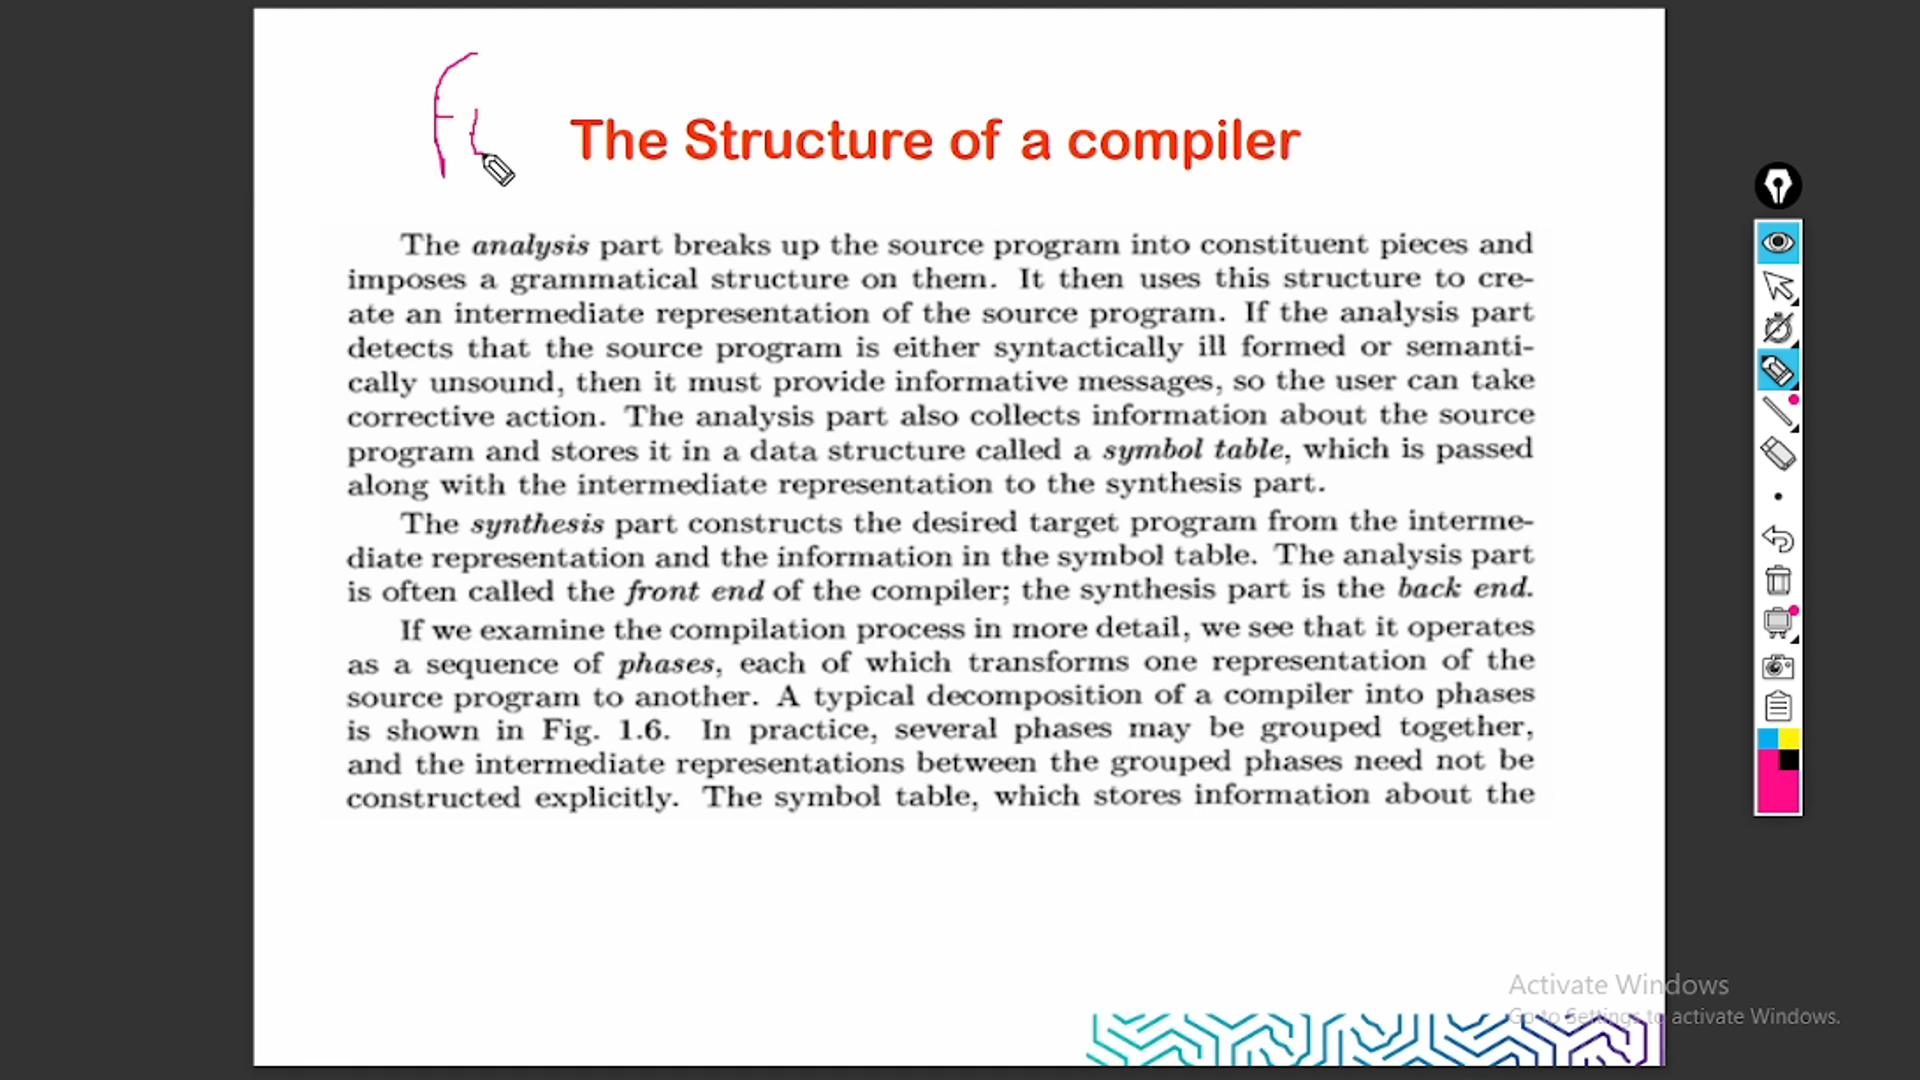 The Structure of a compiler
The analysis part breaks up the source program into constituent pieces and
imposes a grammatical structure on them. It then uses this structure to cre-
ate an intermediate representation of the source program. If the analysis part
detects that the source program is either syntactically ill formed or semanti-
cally unsound, then it must provide informative messages, so the user can take
corrective action. The analysis part also collects information about the source
program and stores it in a data structure called a symbol table, which is passed
along with the intermediate representation to the synthesis part.
The synthesis part constructs the desired target program from the interme-
diate representation and the information in the symbol table. The analysis part
is often called the front end of the compiler; the synthesis part is the back end.
If we examine the compilation process in more detail, we see that it operates
as a sequence of phases, each of which transforms one representation of the
source program to another. A typical decomposition of a compiler into phases
is shown in Fig. 1.6. In practice, several phases may be grouped together,
and the intermediate representations between the grouped phases need not be
constructed explicitly. The symbol table, which stores information about the
Activate Windows
Go to Settings to activate Windows.